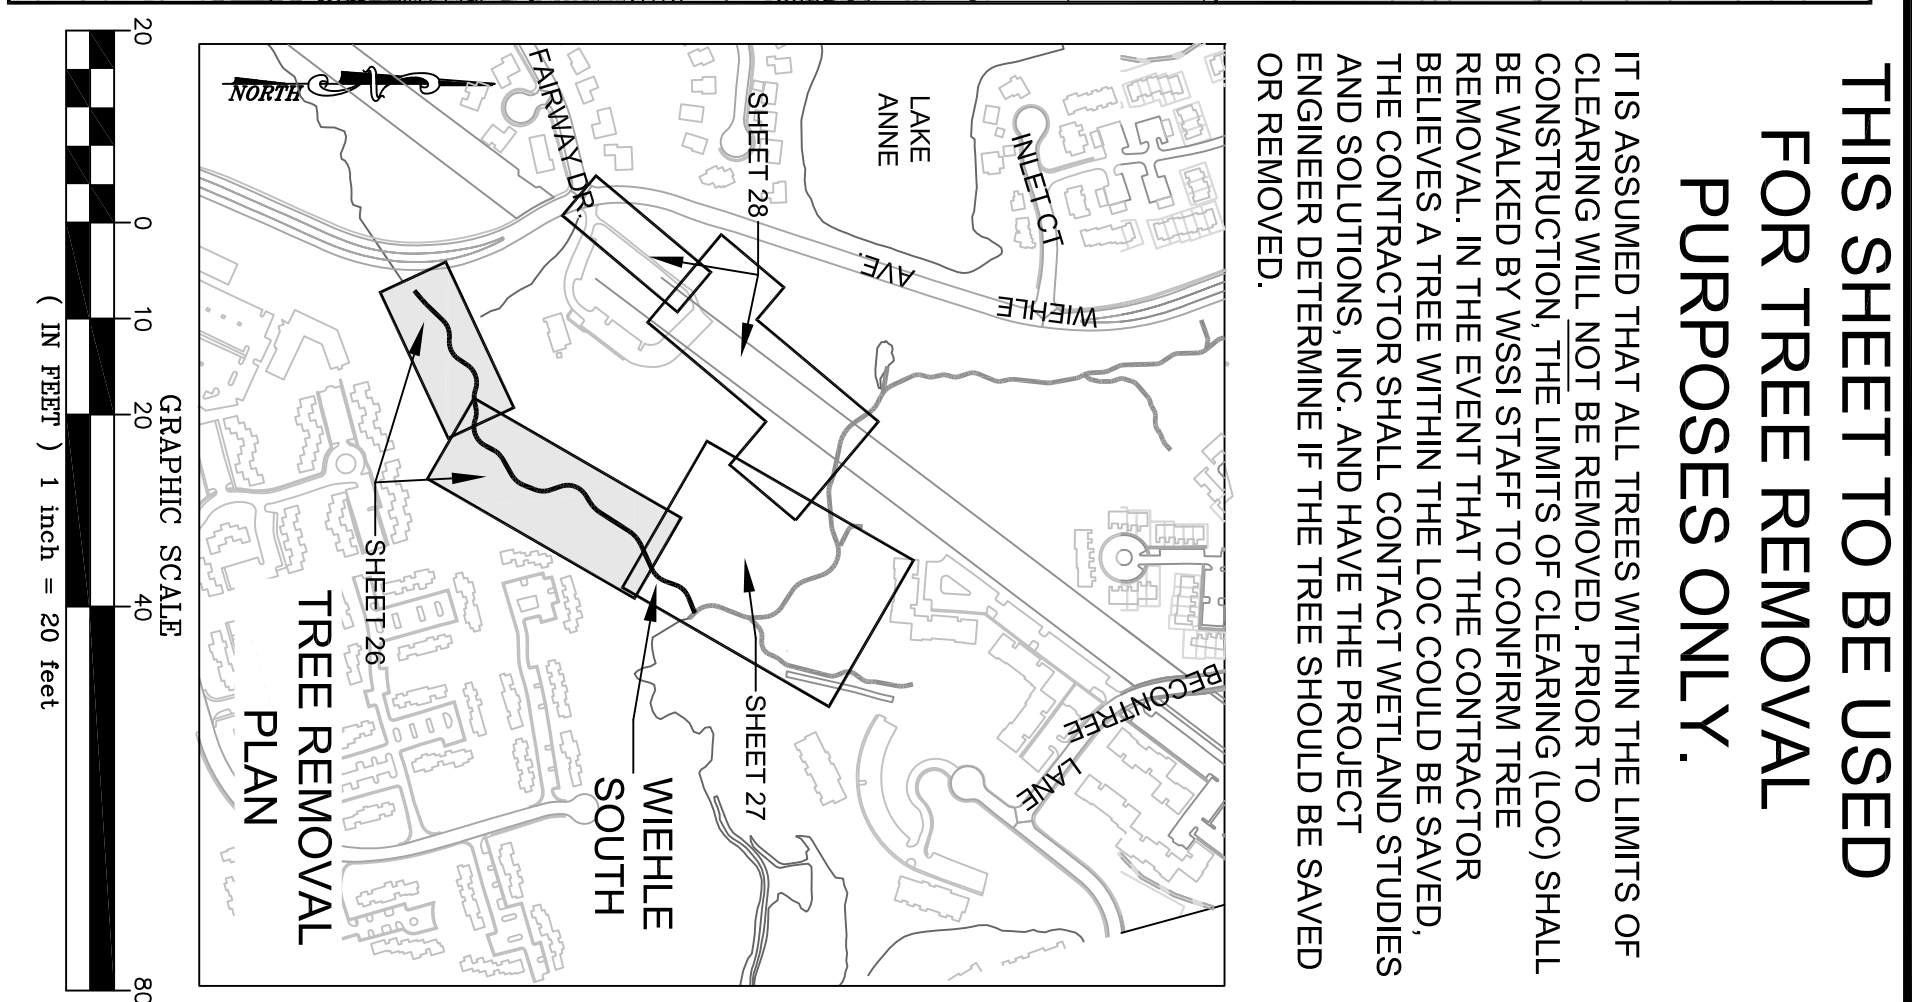 THIS SHEET TO BE USED
FOR TREE REMOVAL
PURPOSES ONLY.
IT IS ASSUMED THAT ALL TREES WITHIN THE LIMITS OF
CLEARING WILL NOT BE REMOVED. PRIOR TO
CONSTRUCTION, THE LIMITS OF CLEARING (LOC) SHALL
BE WALKED BY WSSI STAFF TO CONFIRM TREE
REMOVAL. IN THE EVENT THAT THE CONTRACTOR
BELIEVES A TREE WITHIN THE LOC COULD BE SAVED,
THE CONTRACTOR SHALL CONTACT WETLAND STUDIES
AND SOLUTIONS, INC. AND HAVE THE PROJECT
ENGINEER DETERMINE IF THE TREE SHOULD BE SAVED
OR REMOVED.
BECONTREE
LANE
INLET CT
WIEHLE
AVE.
LAKE
ANNE
SHEET 28
SHEET 27
FAIRWAY DR.
WIEHLE
SOUTH
SHEET 26
NORTH
TREE REMOVAL
PLAN
GRAPHIC SCALE
20 0 10 20 40 80
( IN FEET ) 1 inch = 20 feet